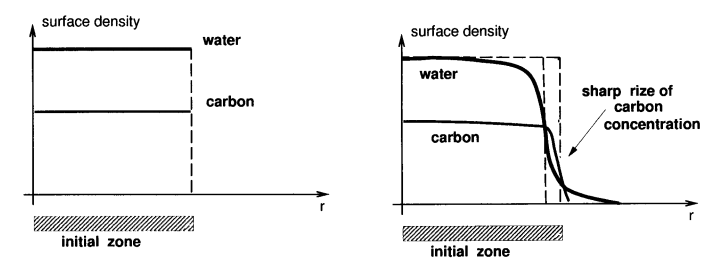 surface density
water
carbon
r
initial zone
surface density
water
carbon
sharp rize of
carbon
concentration
r
initial zone